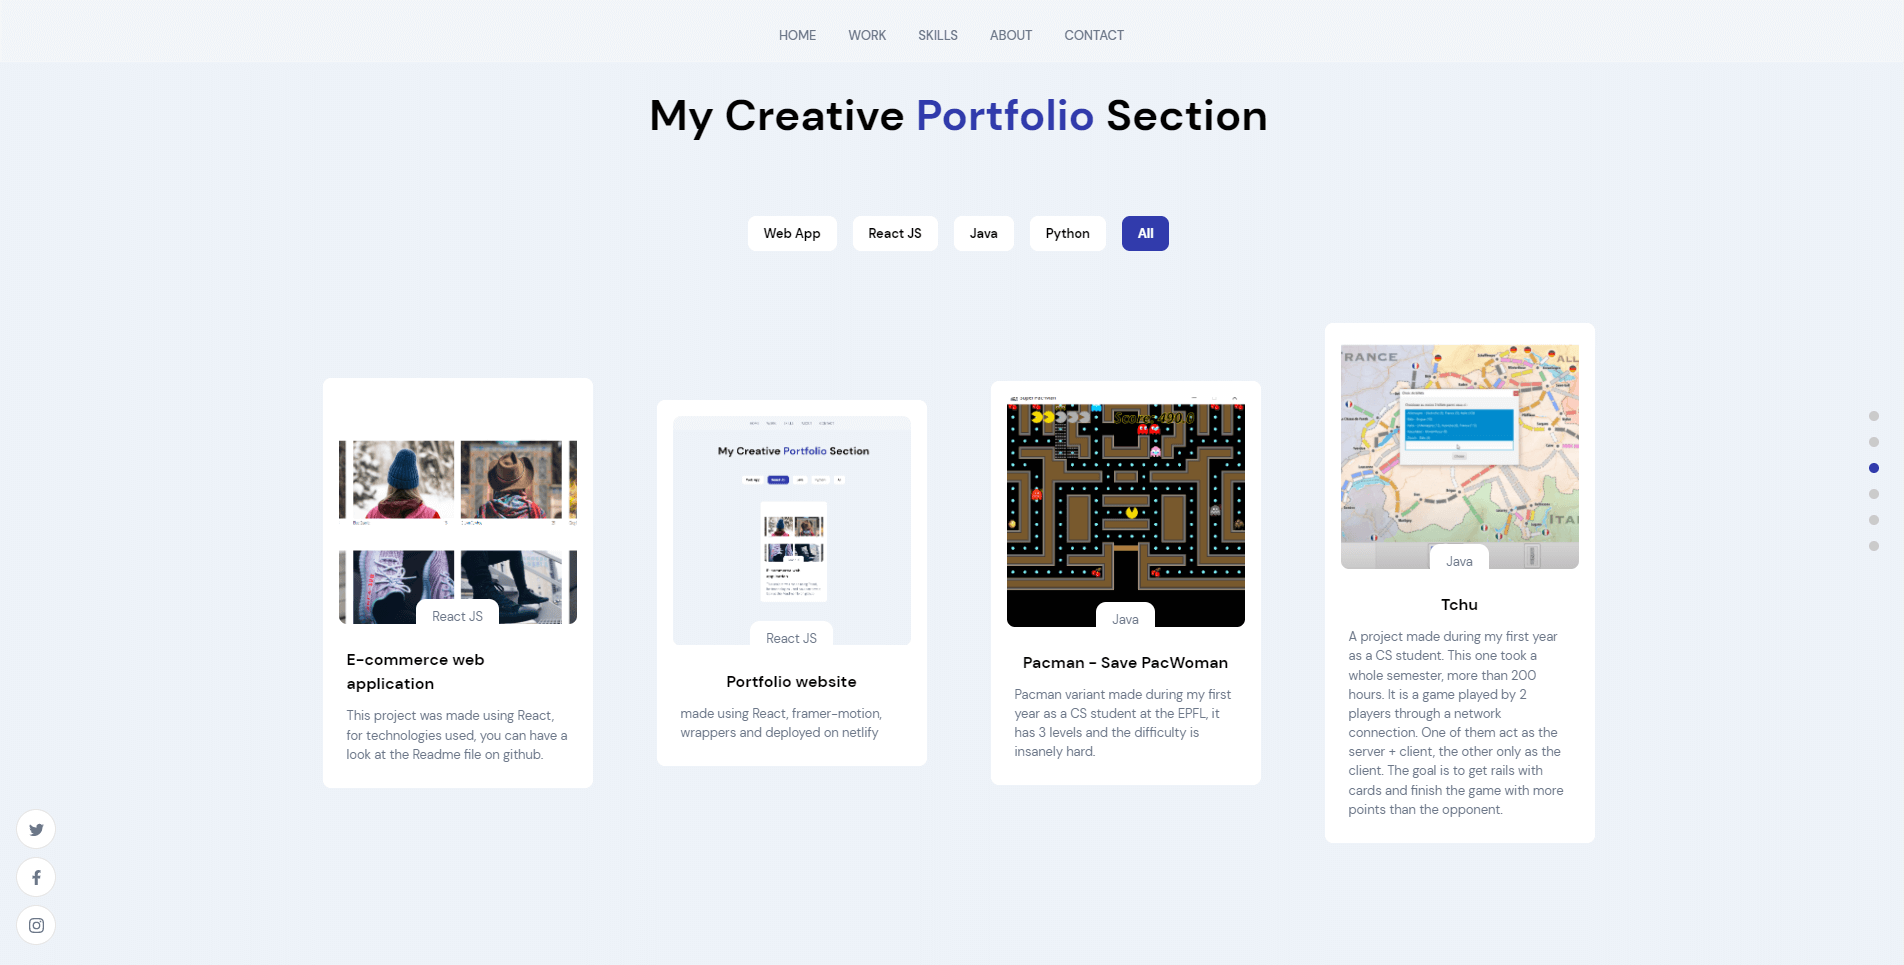 HOME WORK SKILLS ABOUT CONTACT
My Creative Portfolio Section
Web App React JS Java Python All
React JS
E-commerce web
application
This project was made using React,
for technologies used, you can have a
look at the Readme file on github.
My Creative Portfolio Section
React JS
Portfolio website
made using React, framer-motion,
wrappers and deployed on netlify
Score: 490.0
Java
Pacman - Save PacWoman
Pacman variant made during my first
year as a CS student at the EPFL, it
has 3 levels and the difficulty is
insanely hard.
RANCE
ITA
Java
Tchu
A project made during my first year
as a CS student. This one took a
whole semester, more than 200
hours. It is a game played by 2
players through a network
connection. One of them act as the
server + client, the other only as the
client. The goal is to get rails with
cards and finish the game with more
points than the opponent.